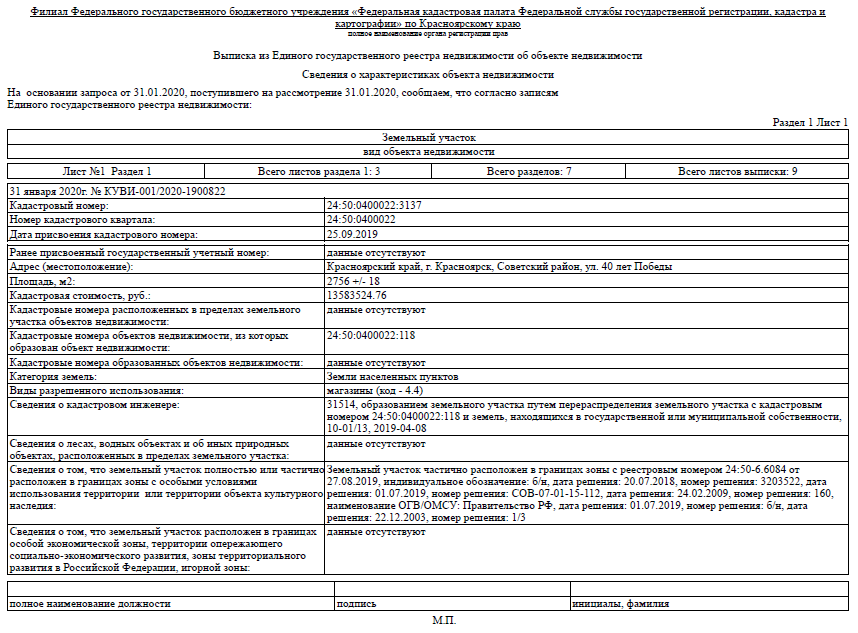 Филиал Федерального государственного бюджетного учреждения «Федеральная кадастровая палата Федеральной службы государственной регистрации, кадастра и
картографии» по Красноярскому краю
полное наименование органа регистрации прав
Выписка из Единого государственного реестра недвижимости об объекте недвижимости
Сведения о характеристиках объекта недвижимости
На основании запроса от 31.01.2020, поступившего на рассмотрение 31.01.2020, сообщаем, что согласно записям
Единого государственного реестра недвижимости:
Раздел 1 Лист 1
Земельный участок
вид объекта недвижимости
Лист №1 Раздел 1 Всего листов раздела 1: 3 Всего разделов: 7 Всего листов выписки: 9
31 января 2020г. № КУВИ-001/2020-1900822
Кадастровый номер: 24:50:0400022:3137
Номер кадастрового квартала: 24:50:0400022
Дата присвоения кадастрового номера: 25.09.2019
Ранее присвоенный государственный учетный номер: данные отсутствуют
Адрес (местоположение): Красноярский край, г. Красноярск, Советский район, ул. 40 лет Победы
Площадь, м2: 2756 +/- 18
Кадастровая стоимость, руб.: 13583524.76
Кадастровые номера расположенных в пределах земельного данные отсутствуют
участка объектов недвижимости:
Кадастровые номера объектов недвижимости, из которых 24:50:0400022:118
образован объект недвижимости:
Кадастровые номера образованных объектов недвижимости: данные отсутствуют
Категория земель: Земли населенных пунктов
Виды разрешенного использования: магазины (код - 4.4)
Сведения о кадастровом инженере: 31514, образованием земельного участка путем перераспределения земельного участка с кадастровым
номером 24:50:0400022:118 и земель, находящихся в государственной или муниципальной собственности,
10-01/13, 2019-04-08
Сведения о лесах, водных объектах и об иных природных данные отсутствуют
объектах, расположенных в пределах земельного участка:
Сведения о том, что земельный участок полностью или частично Земельный участок частично расположен в границах зоны с реестровым номером 24:50-6.6084 от
расположен в границах зоны с особыми условиями 27.08.2019, индивидуальное обозначение: б/н, дата решения: 20.07.2018, номер решения: 3203522, дата
использования территории или территории объекта культурного решения: 01.07.2019, номер решения: СОВ-07-01-15-112, дата решения: 24.02.2009, номер решения: 160,
наследия: наименование ОГВ/ОМСУ: Правительство РФ, дата решения: 01.07.2019, номер решения: б/н, дата
решения: 22.12.2003, номер решения: 1/3
Сведения о том, что земельный участок расположен в границах данные отсутствуют
особой экономической зоны, территории опережающего
социально-экономического развития, зоны территориального
развития в Российской Федерации, игорной зоны:
полное наименование должности подпись инициалы, фамилия
М.П.